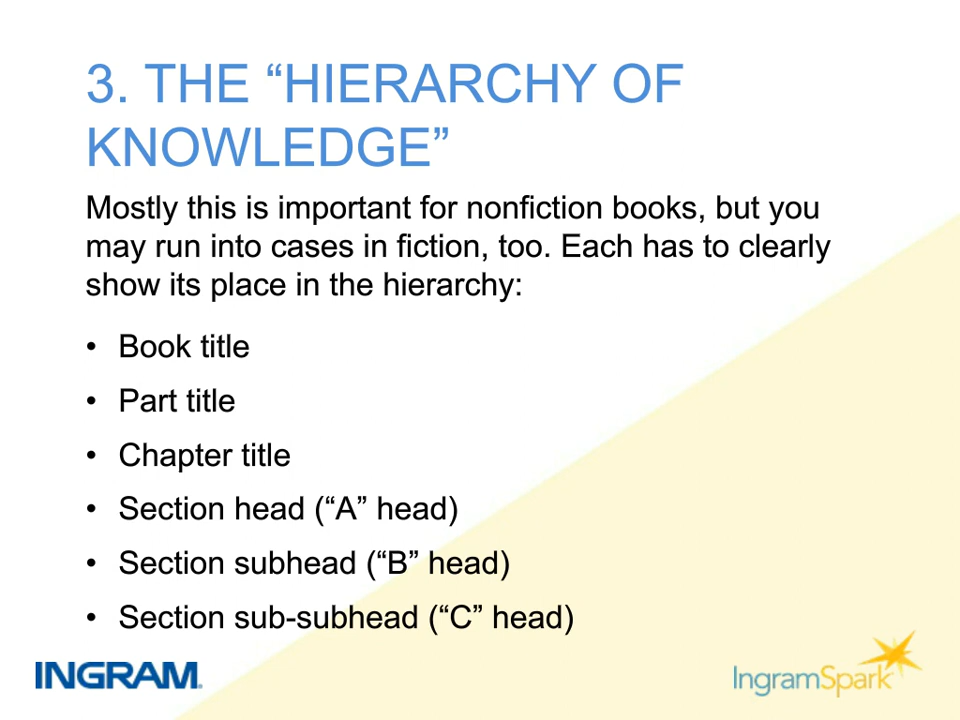 3. THE “HIERARCHY OF
KNOWLEDGE”
Mostly this is important for nonfiction books, but you
may run into cases in fiction, too. Each has to clearly
show its place in the hierarchy:
• Book title
• Part title
• Chapter title
• Section head (“A” head)
• Section subhead (“B” head)
• Section sub-subhead (“C” head)
INGRAM
IngramSpark